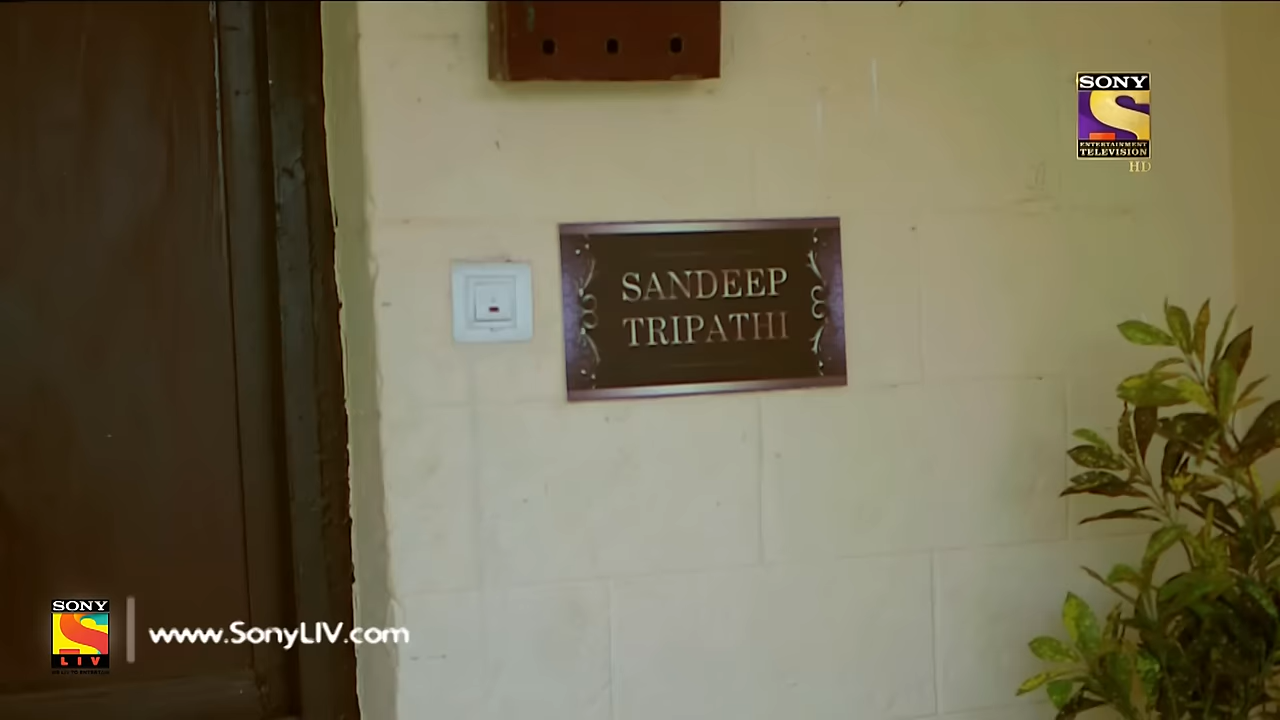 SONY
ENTERTAINMENT
TELEVISION
HD
SANDEEP
TRIPATHI
SONY
LIV
www.SonyLIV.com